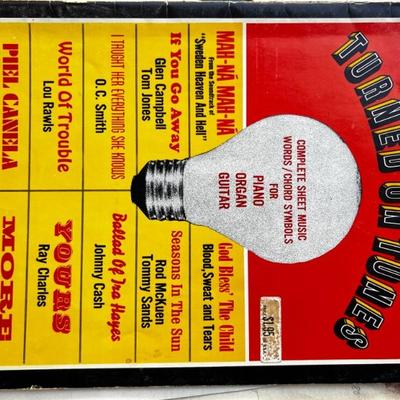 TURNED ON TUNES
COMPLETE SHEET MUSIC
WORDS/CHORD SYMBOLS
FOR
PIANO
ORGAN
GUITAR
$1.95
MAH-NÁ MAH-NÁ
From the Soundtrack of
"Sweden Heaven And Hell"
God Bless' The Child
Blood, Sweat and Tears
If You Go Away
Glen Campbell
Tom Jones
Seasons In The Sun
Rod McKuen
Tommy Sands
I TAUGHT HER EVERYTHING SHE KNOWS
O.C. Smith
Ballad Of Ira Hayes
Johnny Cash
World Of Trouble
Lou Rawls
YOURS
Ray Charles
PIEL CANELA
MORE